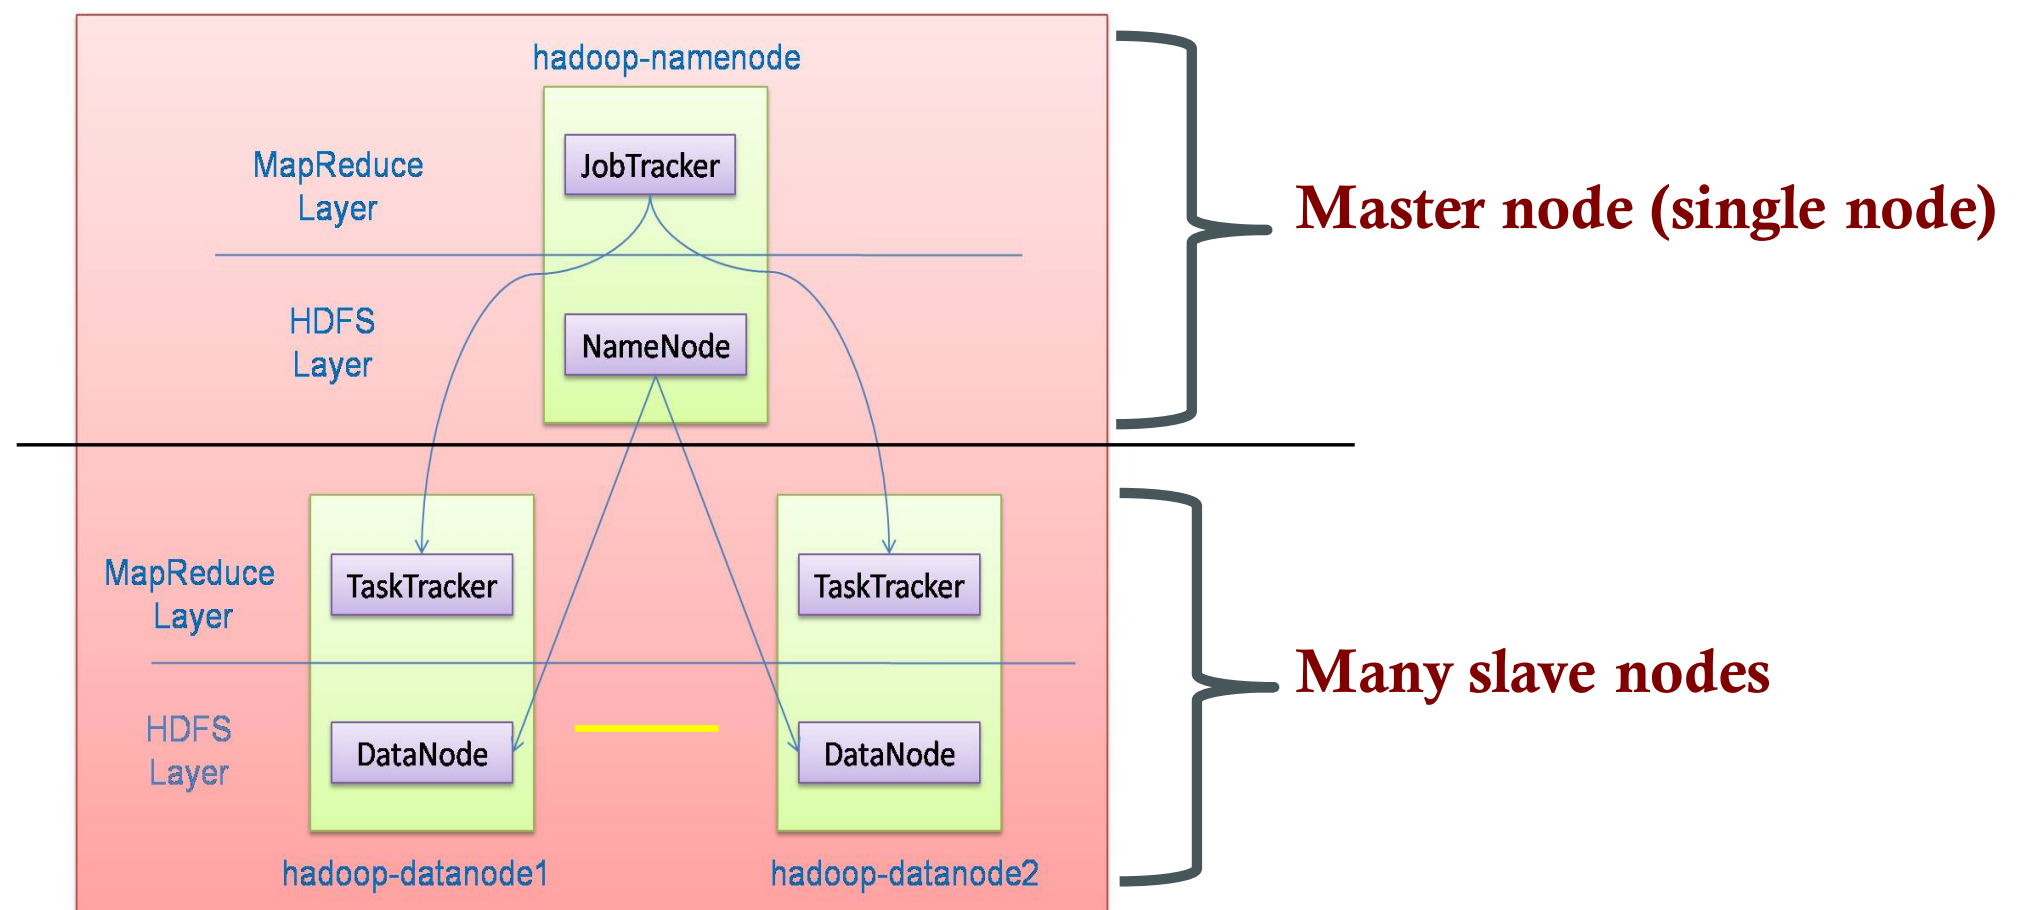 hadoop-namenode
JobTracker
MapReduce
Layer
Master node (single node)
HDFS
Layer
NameNode
MapReduce
Layer
TaskTracker
TaskTracker
Many slave nodes
HDFS
Layer
DataNode
DataNode
hadoop-datanode1
hadoop-datanode2